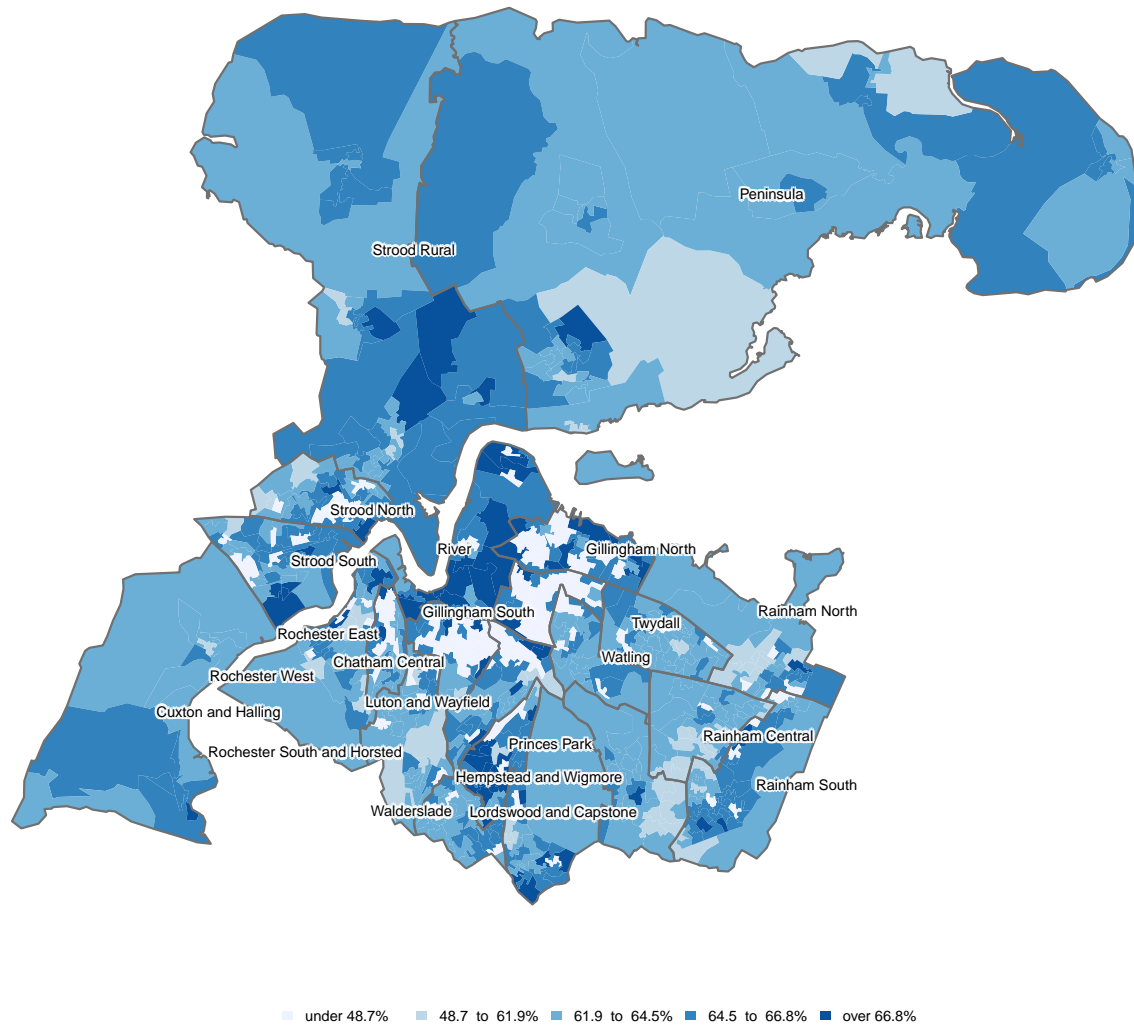 Peninsula
Strood Rural
Strood North
River
Gillingham North
Strood South
Rainham North
Gillingham South
Twydall
Rochester East
Watling
Chatham Central
Rochester West
Luton and Wayfield
Cuxton and Halling
Rainham Central
Princes Park
Rochester South and Horsted
Hempstead and Wigmore
Rainham South
Walderslade
Lordswood and Capstone
under 48.7% 48.7 to 61.9% 61.9 to 64.5% 64.5 to 66.8% over 66.8%